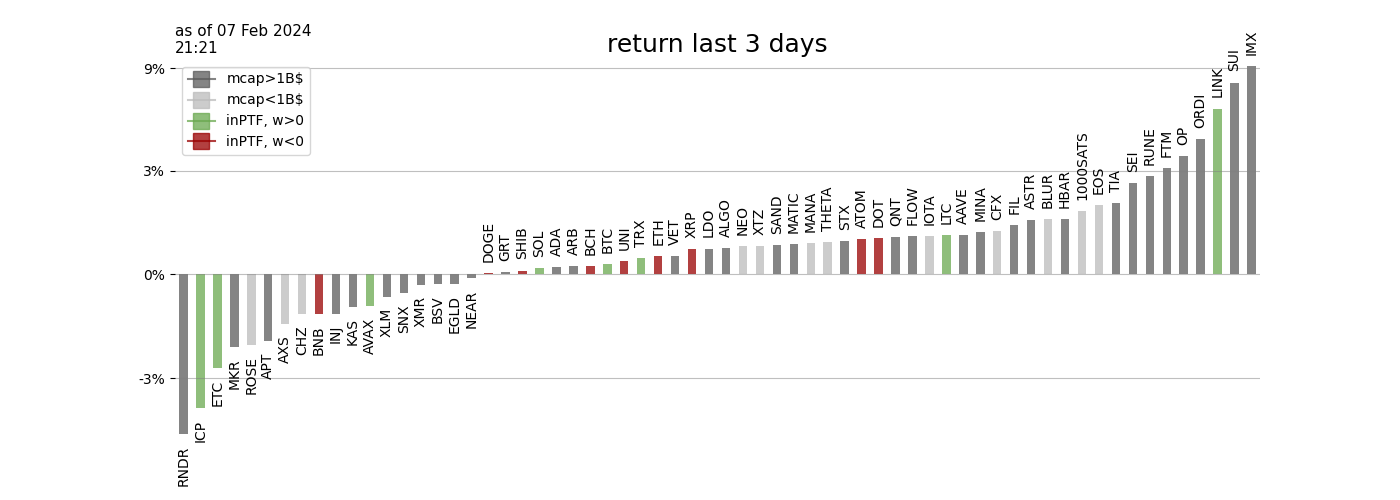 as of 07 Feb 2024
21:21
return last 3 days
mcap>1B$
mcap<1B$
inPTF, w>0
inPTF, w<0
9%
3%
0%
-3%
RNDR
ICP
ETC
MKR
ROSE
APT
AXS
CHZ
BNB
INJ
KAS
AVAX
XLM
SNX
XMR
BSV
EGLD
NEAR
DOGE
GRT
SHIB
SOL
ADA
ARB
BCH
BTC
UNI
TRX
ETH
VET
XRP
LDO
ALGO
NEO
XTZ
SAND
MATIC
MANA
THETA
STX
ATOM
DOT
QNT
FLOW
IOTA
LTC
AAVE
MINA
CFX
FIL
ASTR
BLUR
HBAR
1000SATS
EOS
TIA
SEI
RUNE
FTM
OP
ORDI
LINK
SUI
IMX